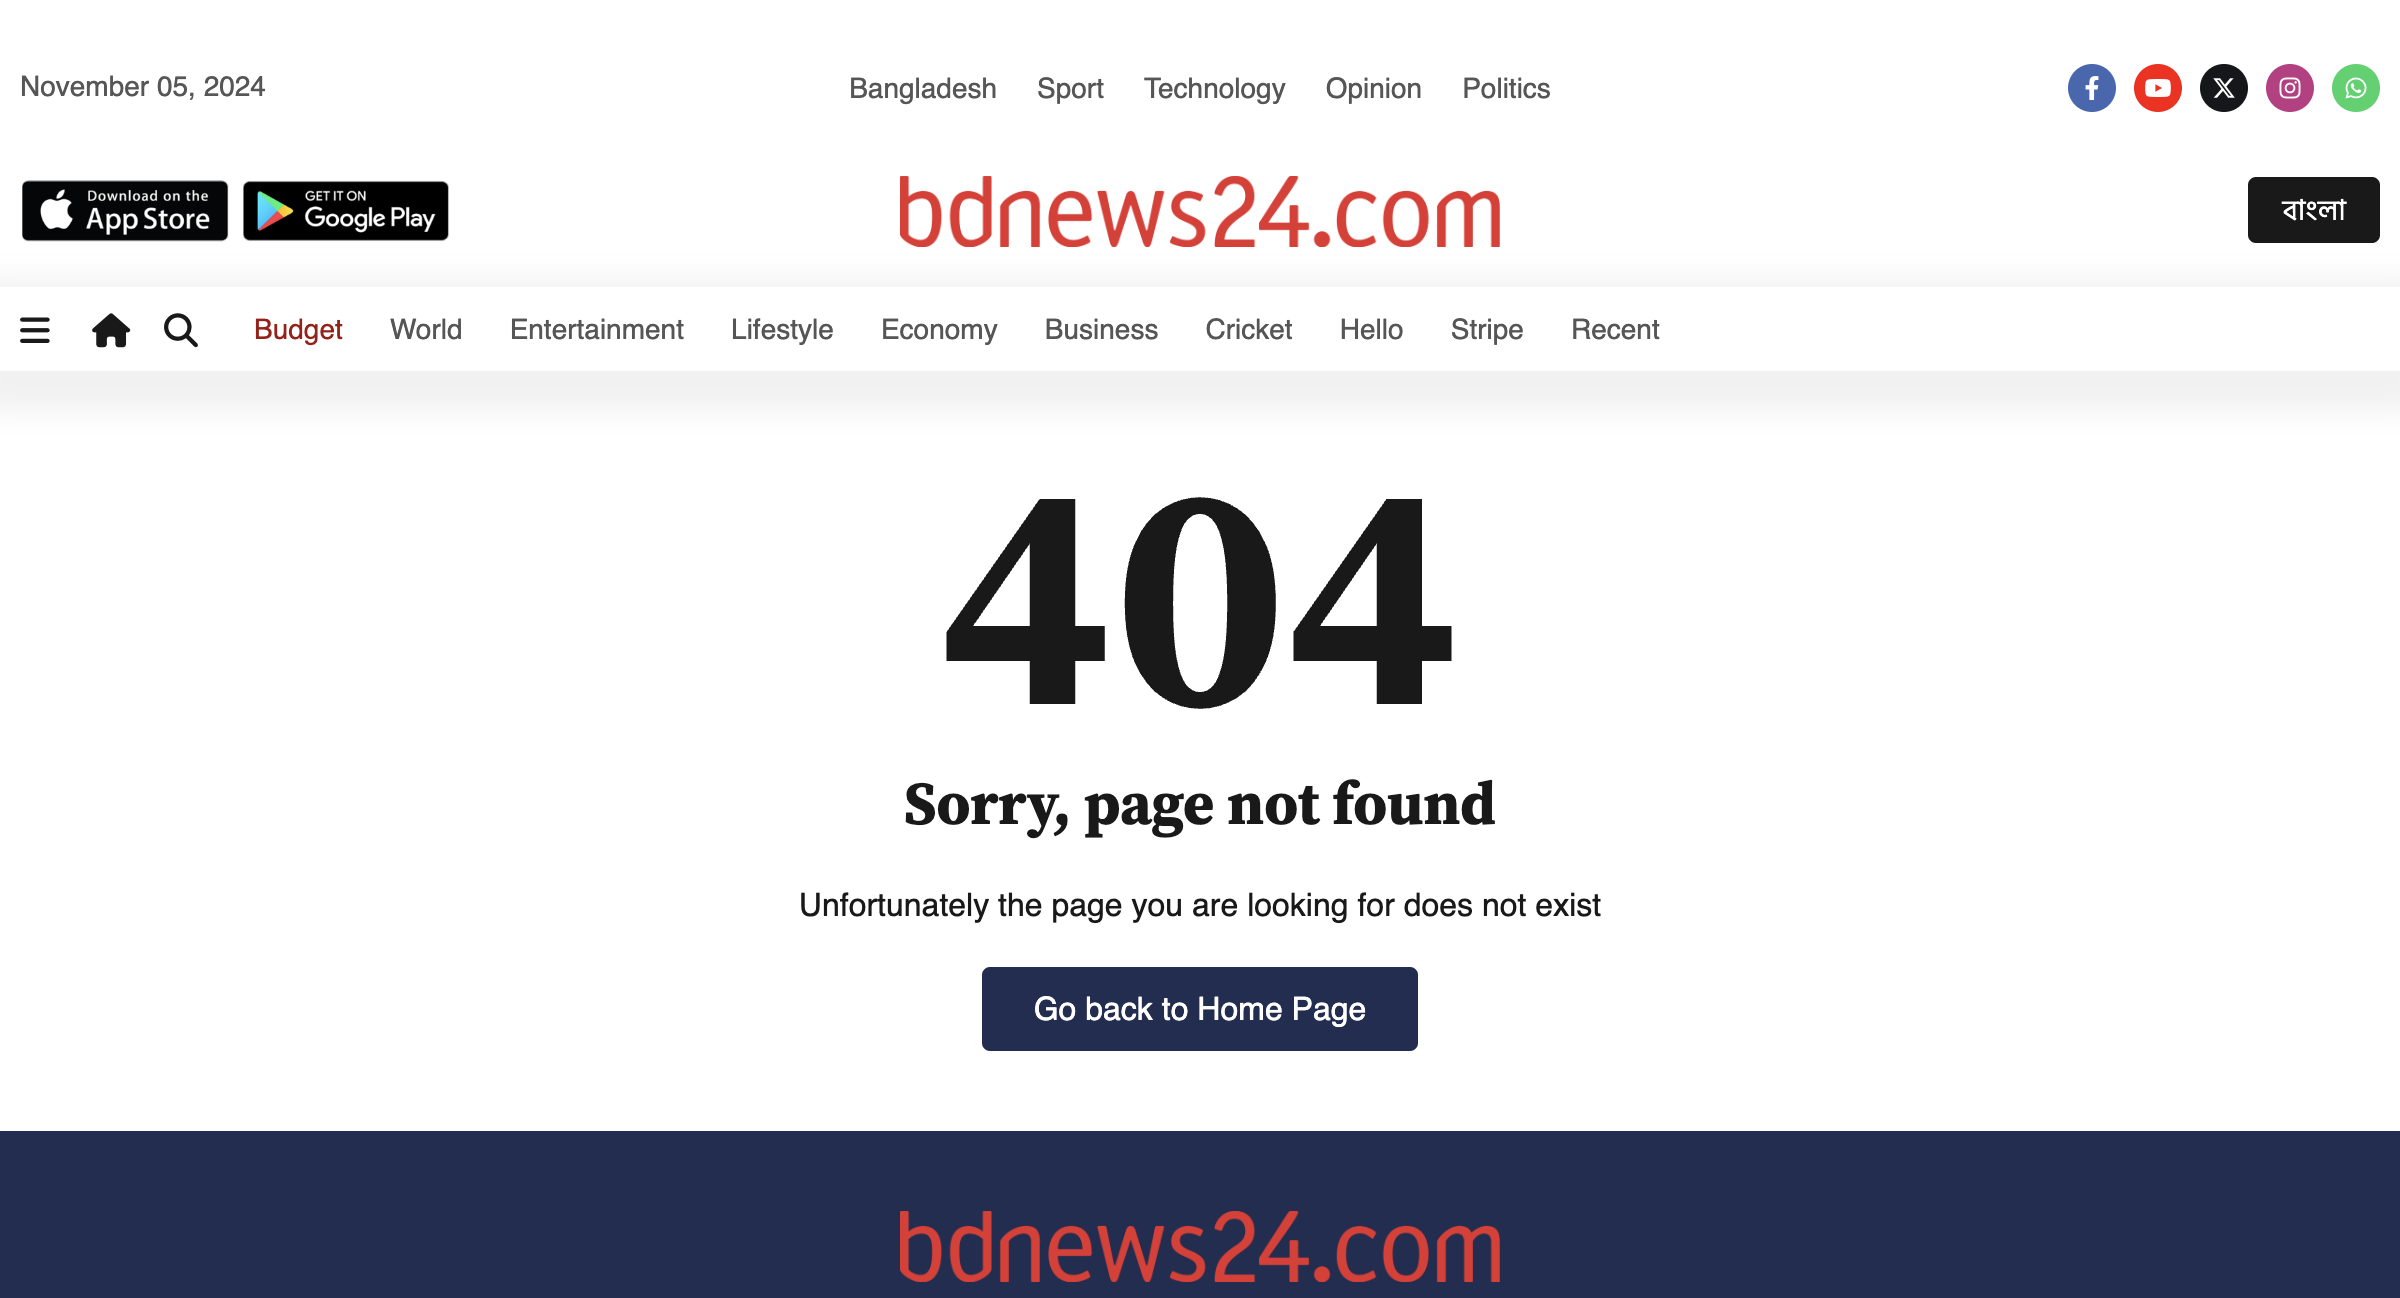 November 05, 2024
Bangladesh Sport Technology Opinion Politics
Download on the App Store
GET IT ON Google Play
bdnews24.com
বাংলা
Budget World Entertainment Lifestyle Economy Business Cricket Hello Stripe Recent
404
Sorry, page not found
Unfortunately the page you are looking for does not exist
Go back to Home Page
bdnews24.com